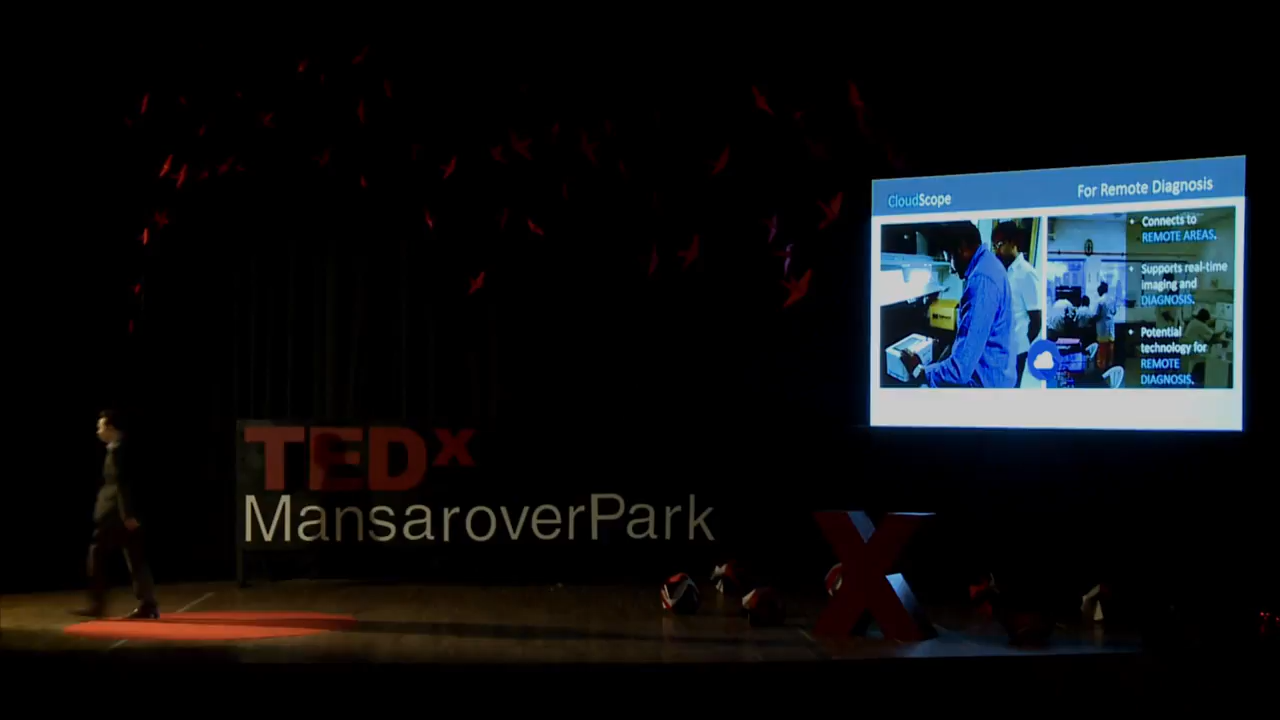 CloudScope
For Remote Diagnosis
Connects to
REMOTE AREAS.
Supports real-time
imaging and
DIAGNOSIS.
Potential
technology for
REMOTE
DIAGNOSIS.
TEDx
MansaroverPark
X